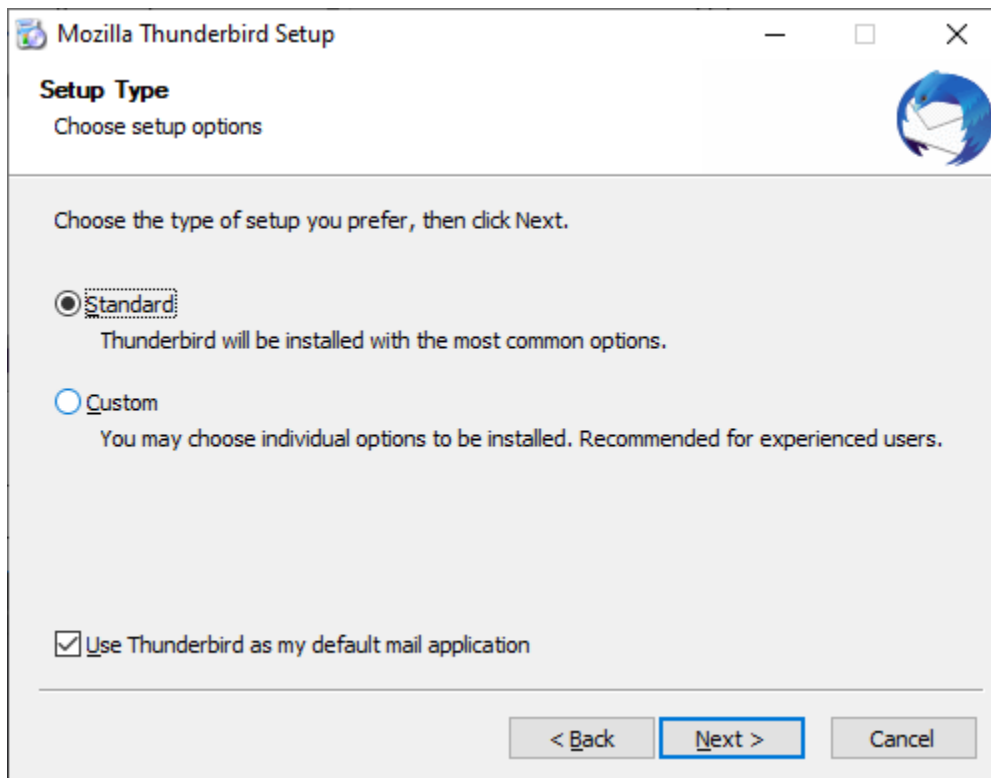 Mozilla Thunderbird Setup
Setup Type
Choose setup options
Choose the type of setup you prefer, then click Next.
Standard
Thunderbird will be installed with the most common options.
Custom
You may choose individual options to be installed. Recommended for experienced users.
Use Thunderbird as my default mail application
< Back Next > Cancel